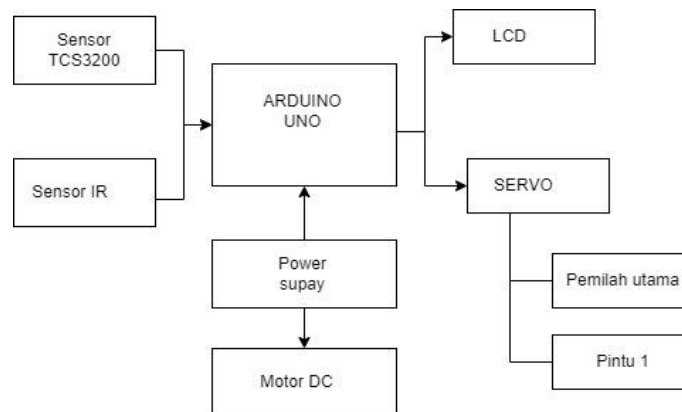 Sensor
TCS3200
LCD
ARDUINO
UNO
Sensor IR
SERVO
Power
supay
Pemilah utama
Motor DC
Pintu 1